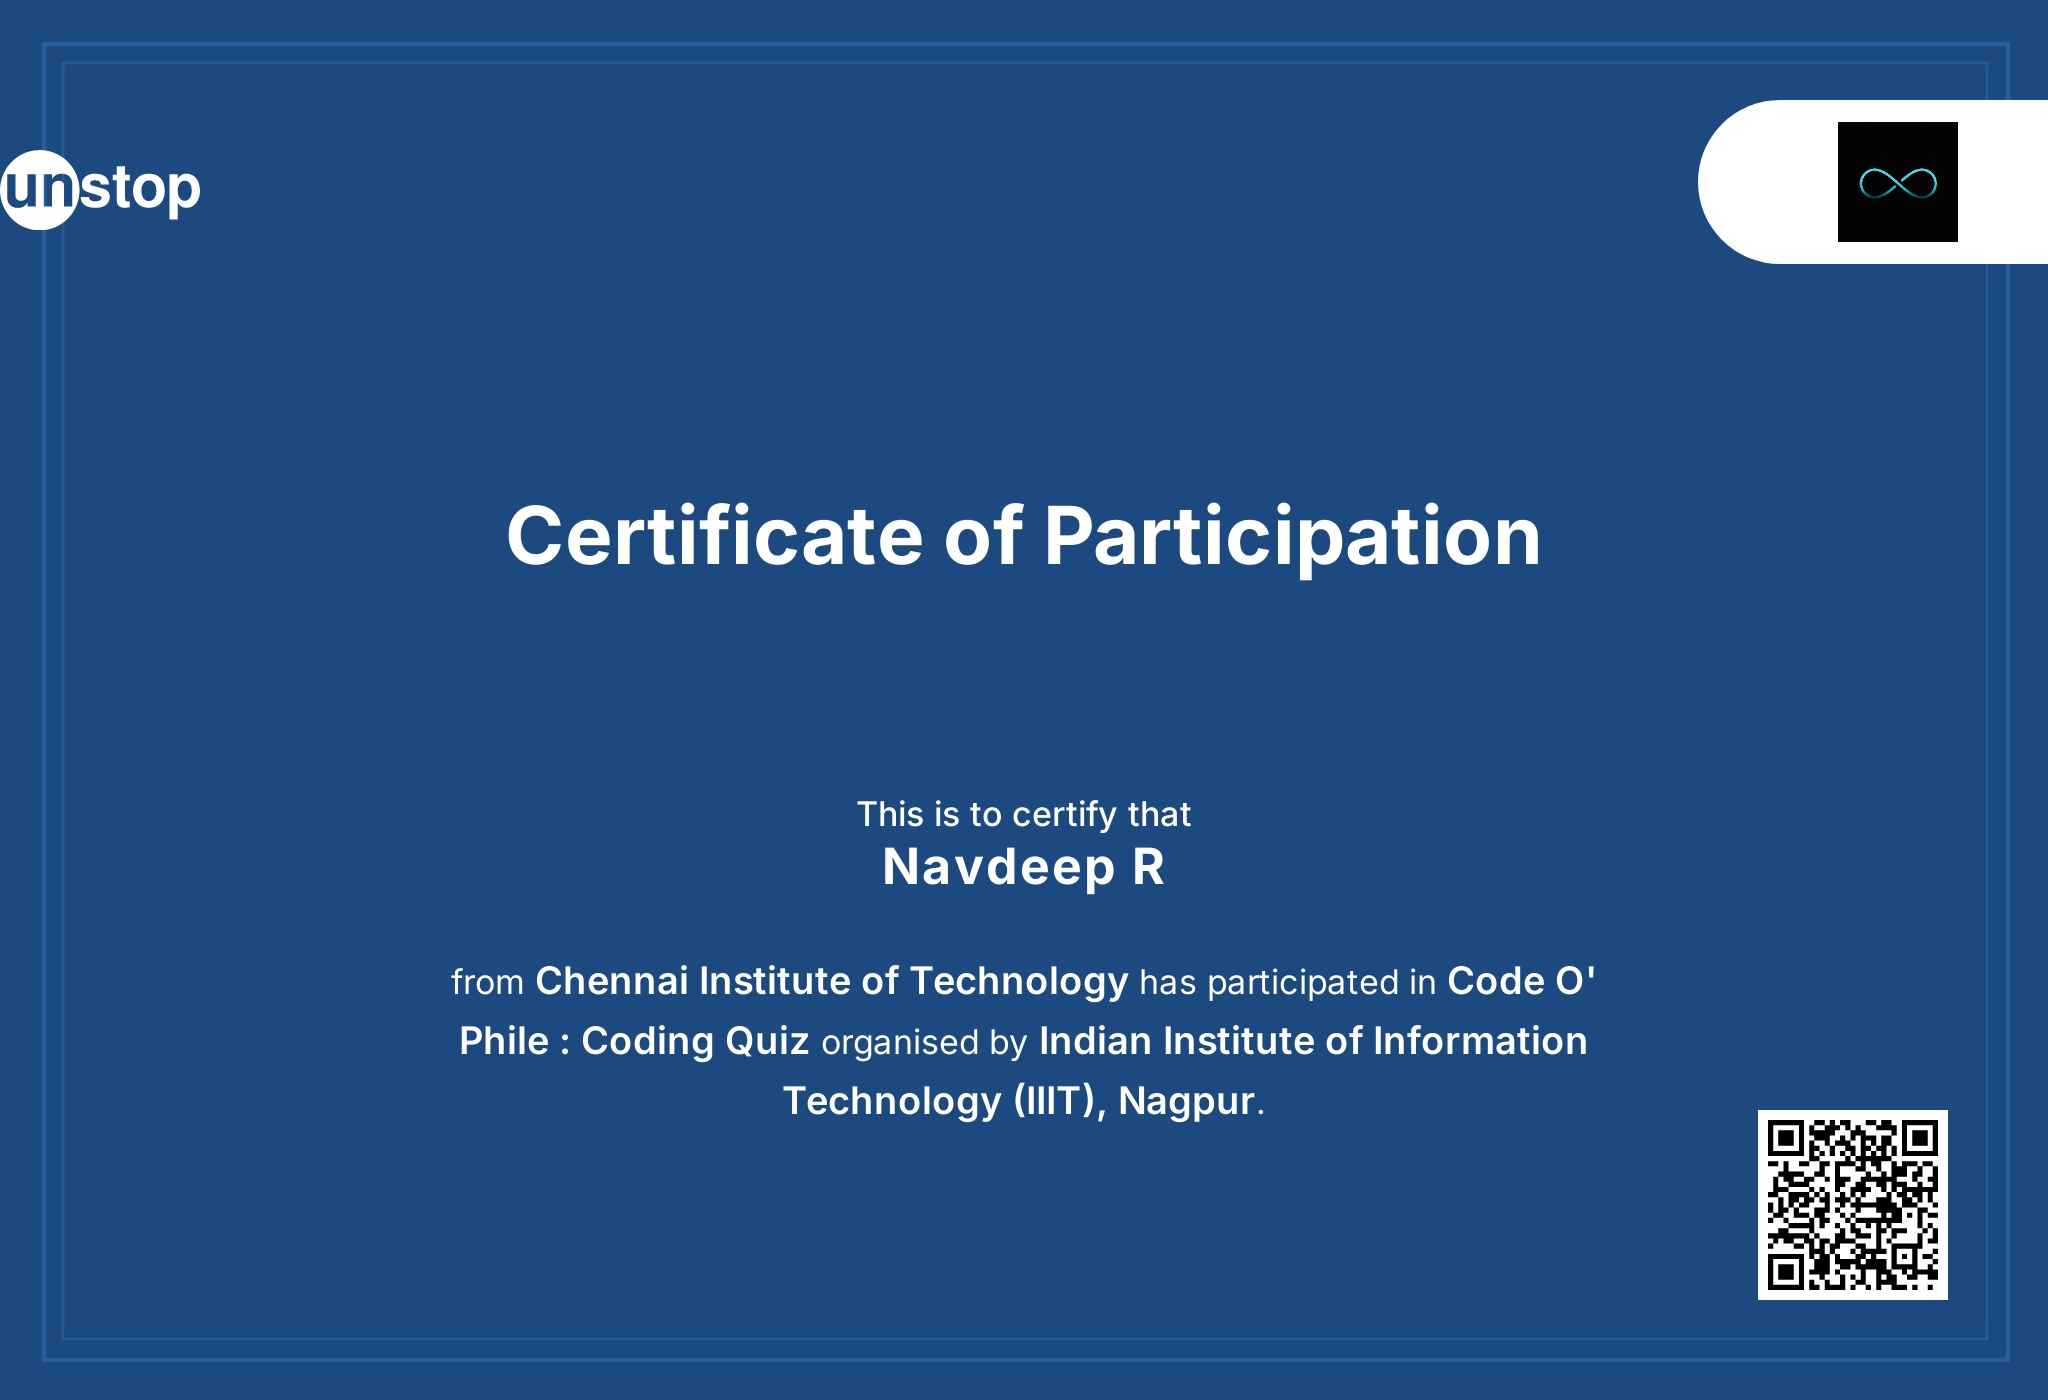 unstop
Certificate of Participation
This is to certify that
Navdeep R
from Chennai Institute of Technology has participated in Code O'
Phile : Coding Quiz organised by Indian Institute of Information
Technology (IIIT), Nagpur.